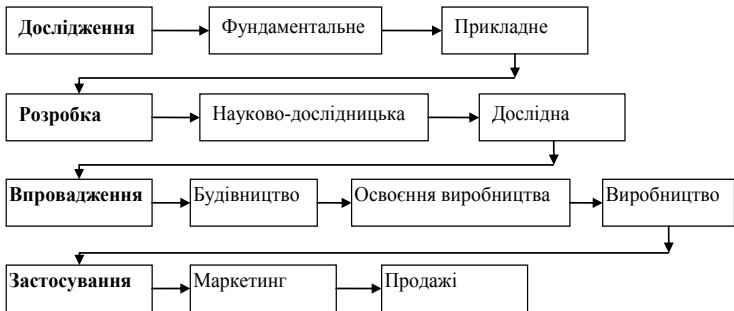 Дослідження Фундаментальне Прикладне
Розробка Науково-дослідницька Дослідна
Впровадження Будівництво Освоєння виробництва Виробництво
Застосування Маркетинг Продажі